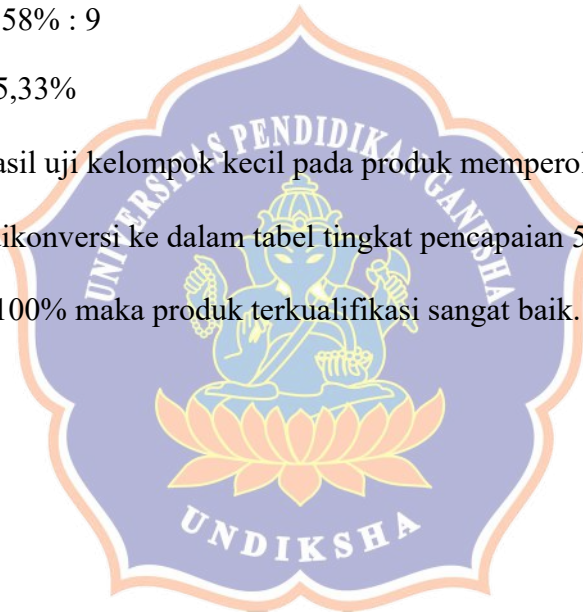 58% : 9
5,33%
asil uji kelompok kecil pada produk memperol
dikonversi ke dalam tabel tingkat pencapaian 5
100% maka produk terkualifikasi sangat baik.
UNIVERSITAS PENDIDIKAN GANESHA
UNDIKSHA